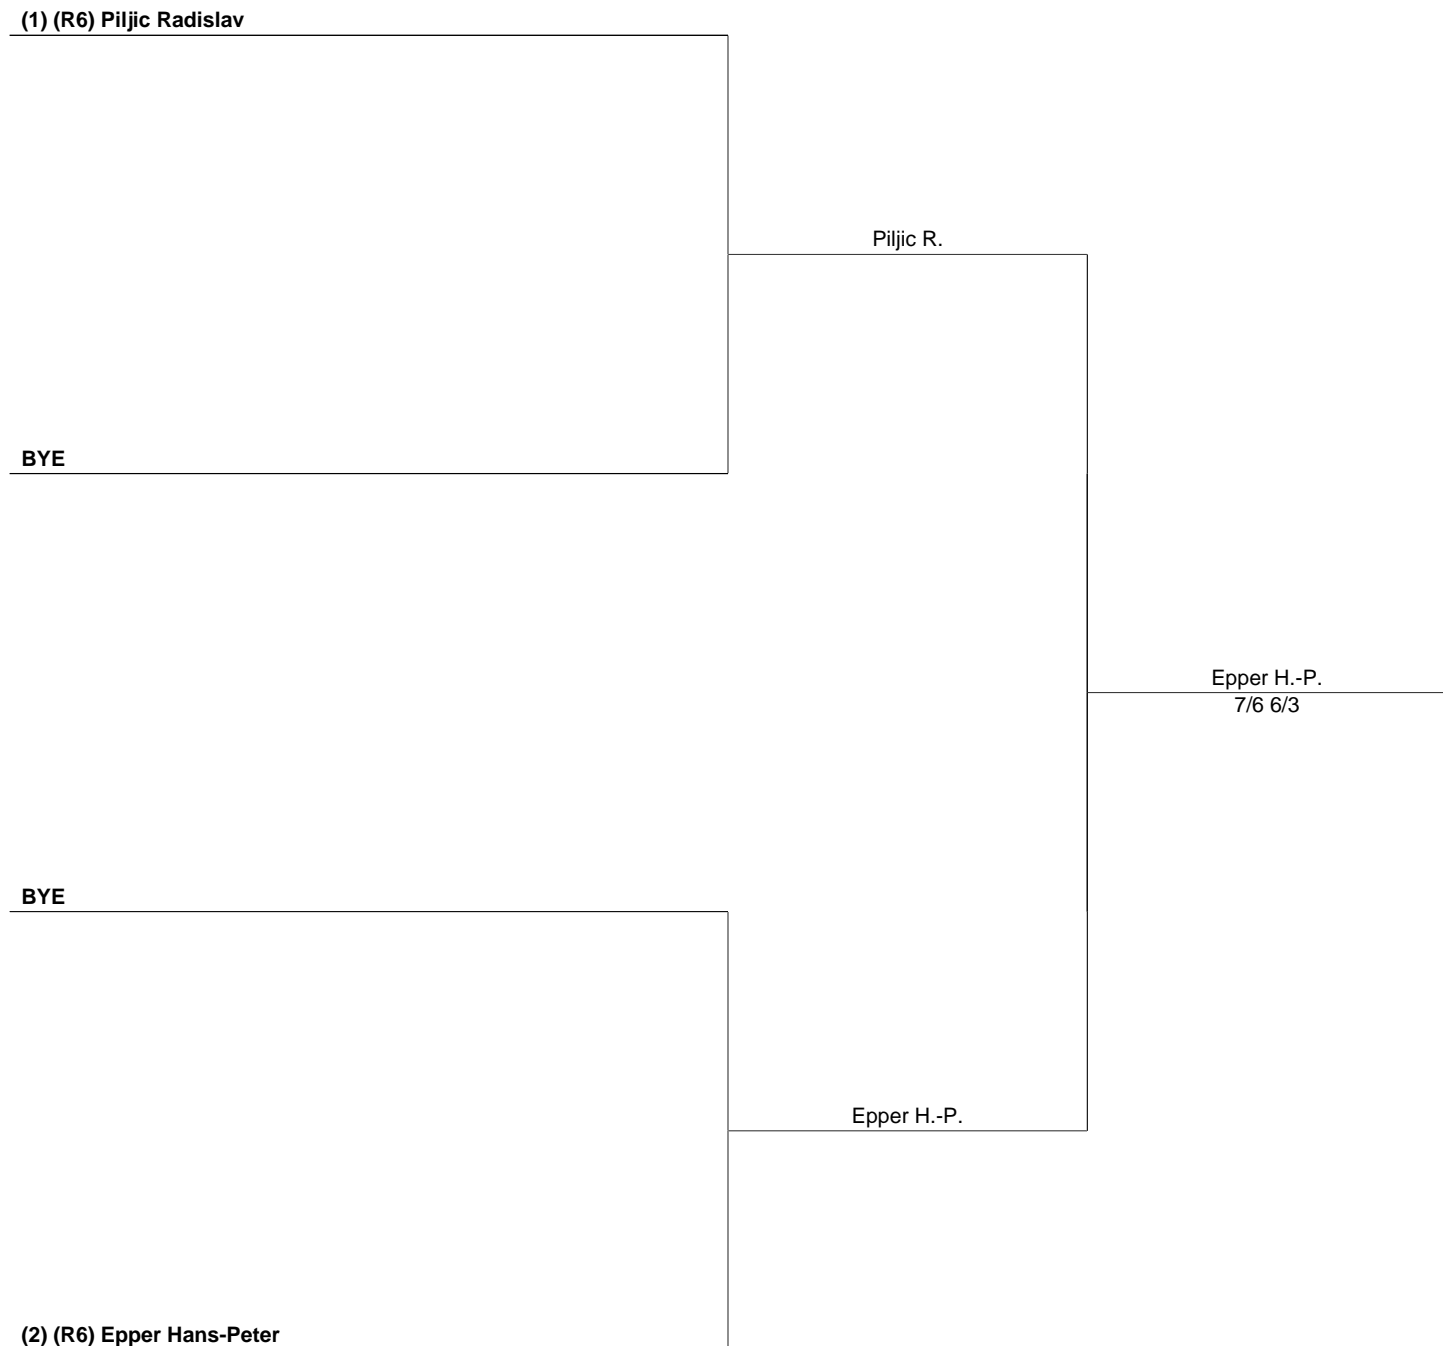 (1) (R6) Piljic Radislav
Piljic R.
BYE
Epper H.-P.
7/6 6/3
BYE
Epper H.-P.
(2) (R6) Epper Hans-Peter